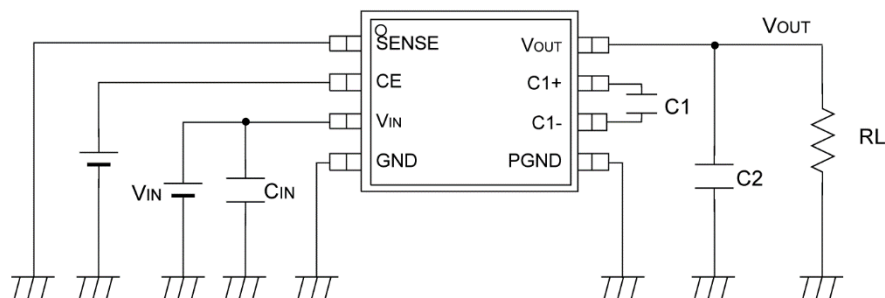 SENSE
CE
VIN
GND
VOUT
C1+
C1-
PGND
VIN
CIN
C1
C2
VOUT
RL